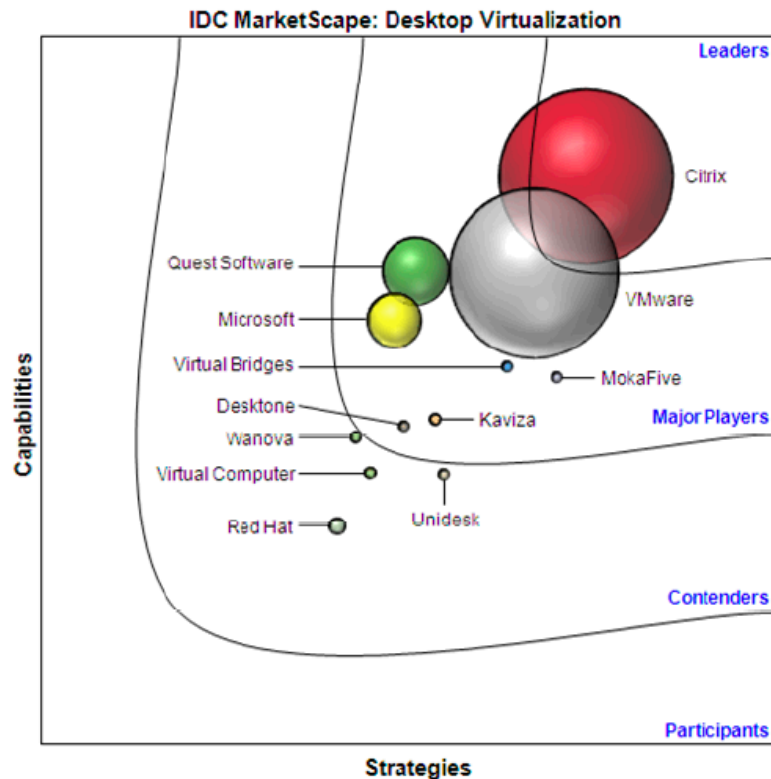 IDC MarketScape: Desktop Virtualization
Leaders
Citrix
Quest Software
VMware
Microsoft
Virtual Bridges
MokaFive
Desktone
Kaviza
Major Players
Wanova
Virtual Computer
Unidesk
Red Hat
Contenders
Participants
Capabilities
Strategies